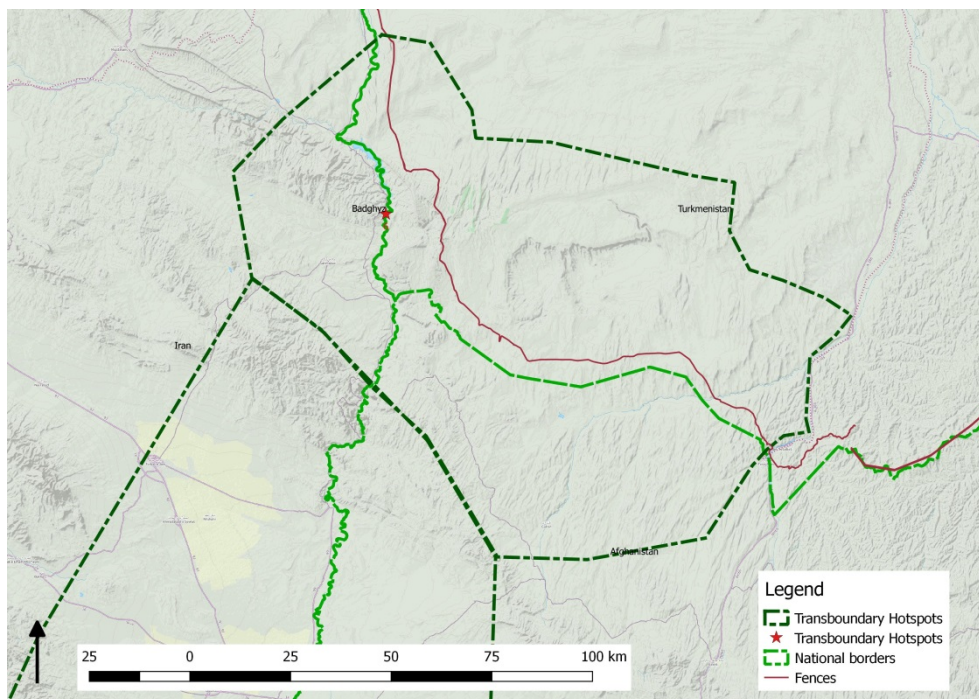 Badghyz
Turkmenistan
Iran
Afghanistan
Legend
Transboundary Hotspots
Transboundary Hotspots
National borders
Fences
25 0 25 50 75 100 km